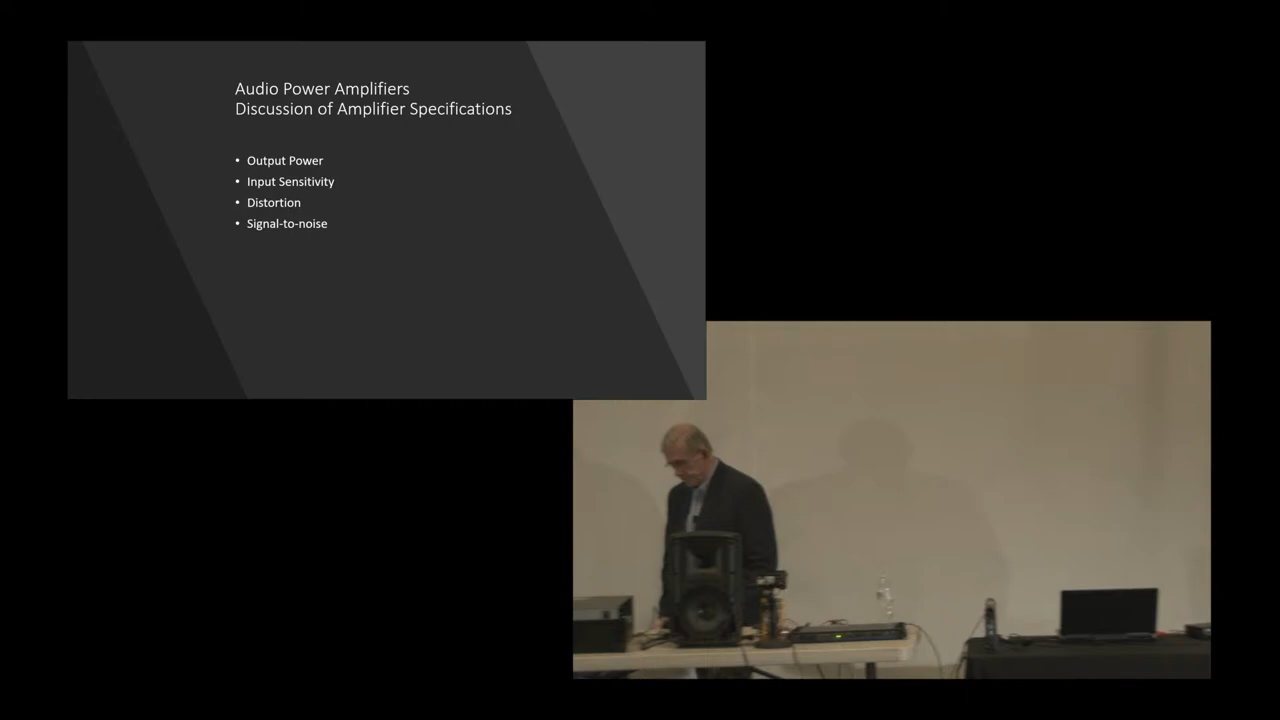 Audio Power Amplifiers
Discussion of Amplifier Specifications
• Output Power
• Input Sensitivity
• Distortion
• Signal-to-noise